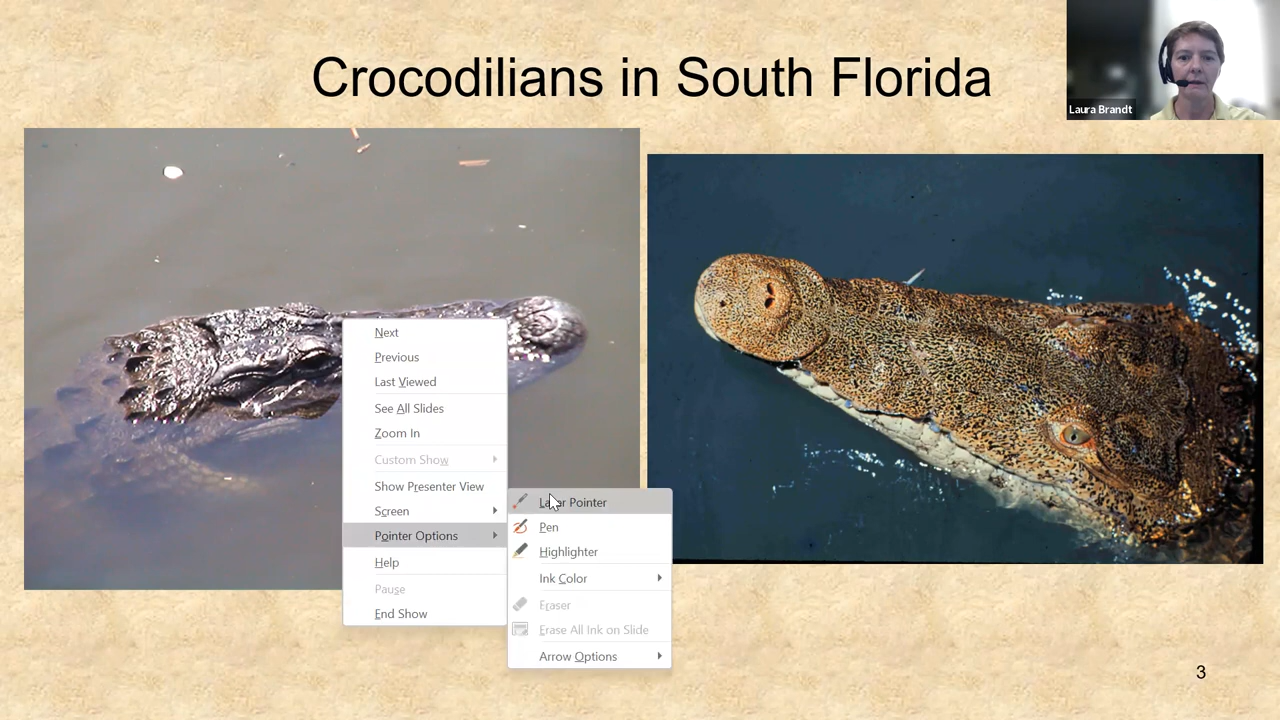 Crocodilians in South Florida
Laura Brandt
Next
Previous
Last Viewed
See All Slides
Zoom In
Custom Show
Show Presenter View
Screen
Pointer Options
Help
Pause
End Show
Laser Pointer
Pen
Highlighter
Ink Color
Eraser
Erase All Ink on Slide
Arrow Options
3